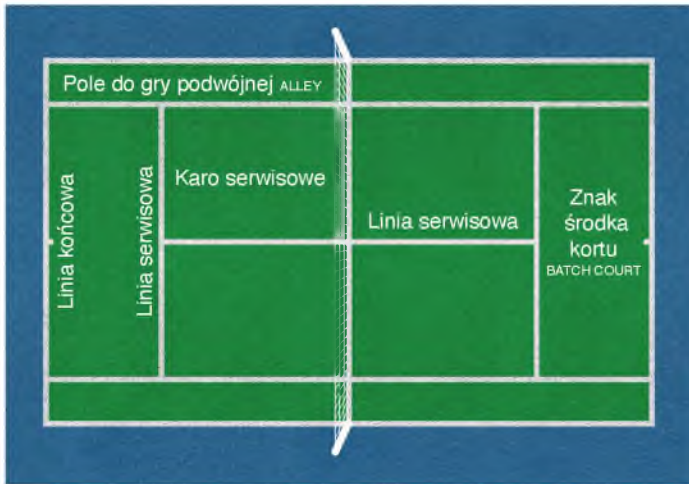 Pole do gry podwójnej ALLEY
Linia końcowa
Linia serwisowa
Karo serwisowe
Linia serwisowa
Znak
środka
kortu
BATCH COURT